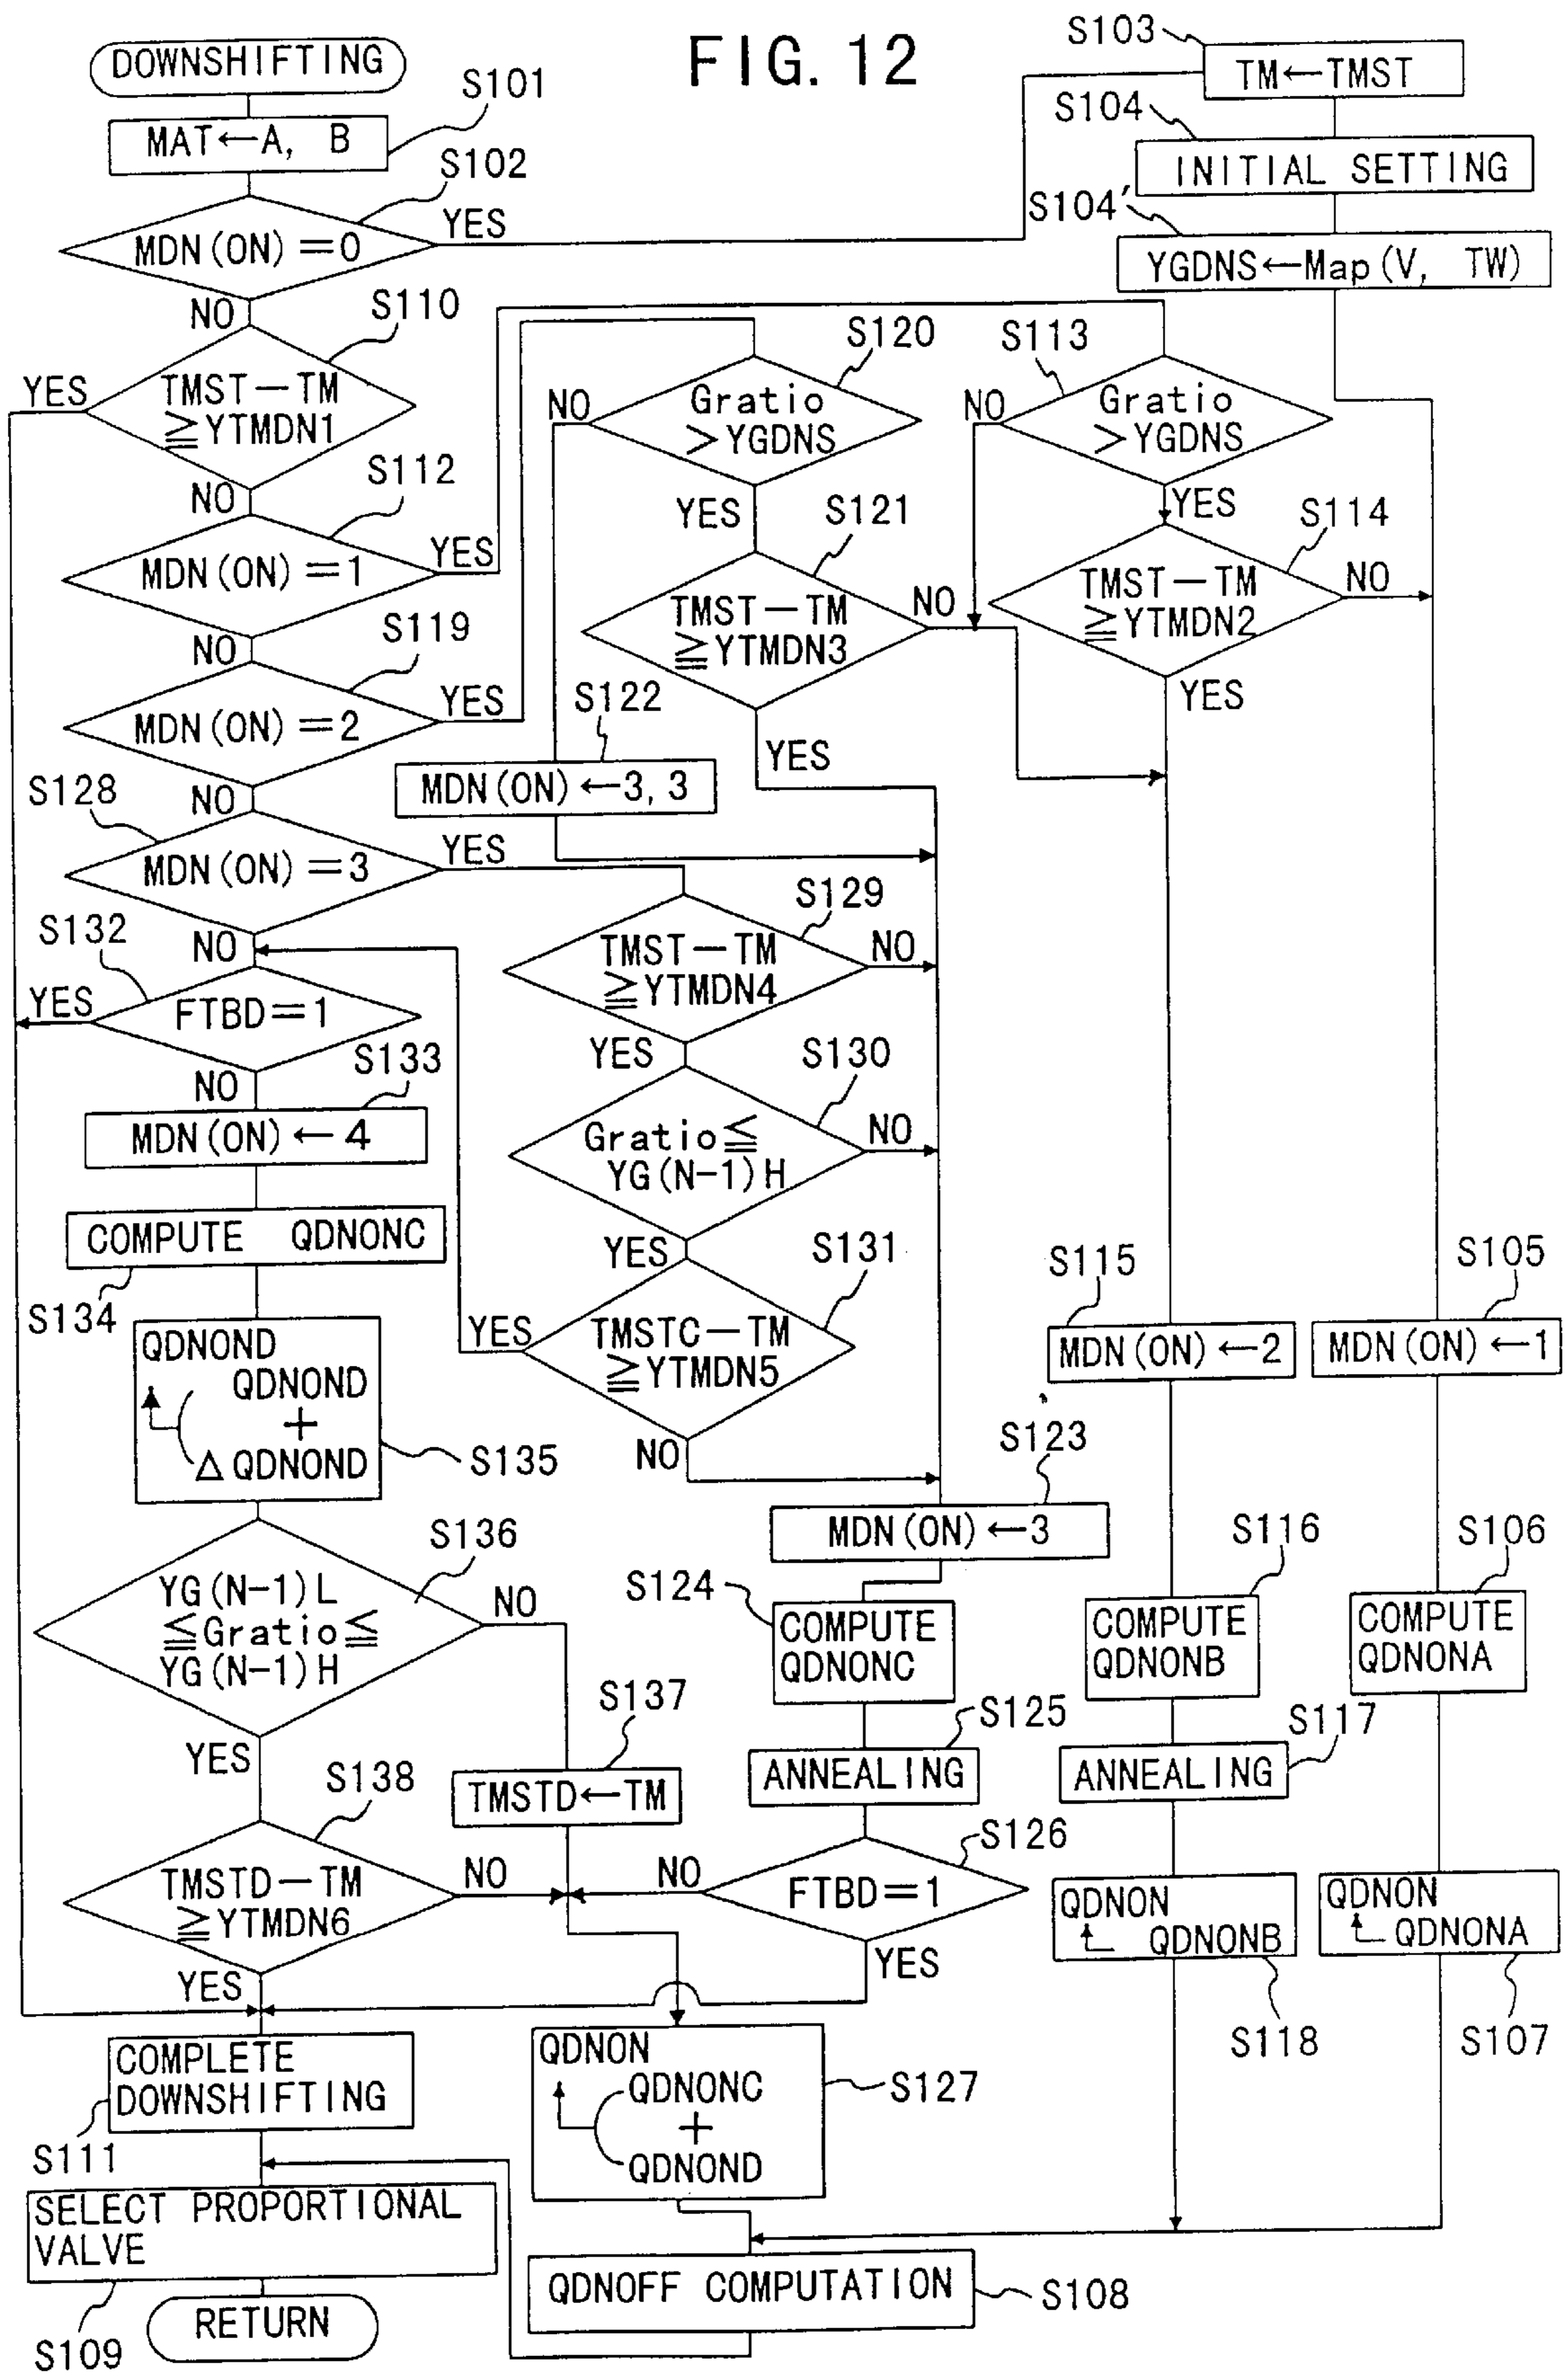 FIG. 12
DOWNSHIFTING
S101
MAT←A, B
S102
MDN(ON)=0
YES
NO
S103
TM←TMST
S104
INITIAL SETTING
S104′
YGDNS←Map(V, TW)
S110
YES
TMST—TM
≧YTMDN1
NO
S112
MDN(ON)=1
YES
NO
S119
MDN(ON)=2
YES
NO
S128
MDN(ON)=3
YES
NO
S120
NO
Gratio
>YGDNS
YES
S121
TMST—TM
≧YTMDN3
NO
YES
S122
MDN(ON)←3, 3
S113
NO
Gratio
>YGDNS
YES
S114
TMST—TM
≧YTMDN2
NO
YES
S129
TMST—TM
≧YTMDN4
NO
YES
S130
Gratio≦
YG(N-1)H
NO
YES
S131
YES
TMSTC—TM
≧YTMDN5
NO
S132
YES
FTBD=1
NO
S133
MDN(ON)←4
COMPUTE QDNONC
S134
QDNOND
QDNOND
+
△QDNOND
S135
S136
YG(N-1)L
≦Gratio≦
YG(N-1)H
NO
YES
S137
TMSTD←TM
S138
TMSTD—TM
≧YTMDN6
NO
YES
S123
MDN(ON)←3
S124
COMPUTE
QDNONC
S125
ANNEALING
S126
NO
FTBD=1
YES
S115
MDN(ON)←2
S116
COMPUTE
QDNONB
S117
ANNEALING
QDNON
QDNONB
S118
S105
MDN(ON)←1
S106
COMPUTE
QDNONA
QDNON
QDNONA
S107
COMPLETE
DOWNSHIFTING
S111
QDNON
QDNONC
+
QDNOND
S127
SELECT PROPORTIONAL
VALVE
S109
QDNOFF COMPUTATION
S108
RETURN